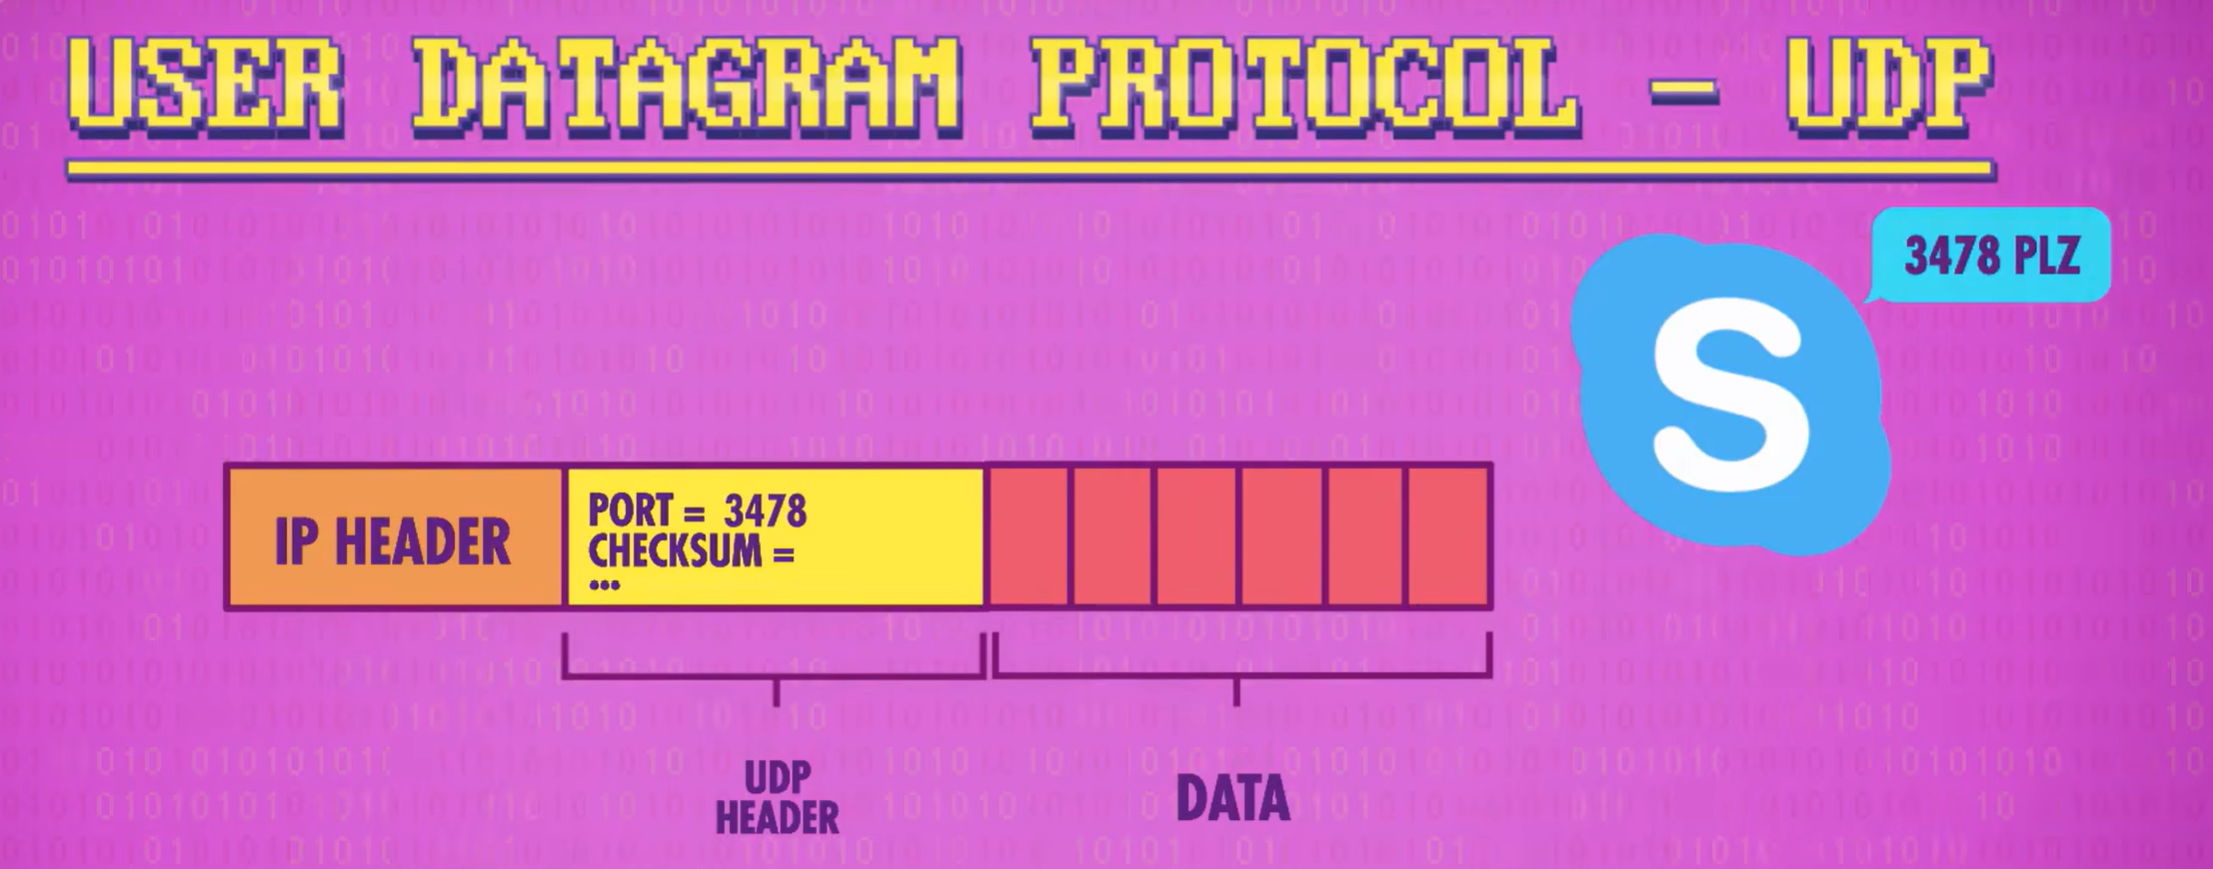 USER DATAGRAM PROTOCOL - UDP
3478 PLZ
S
IP HEADER
PORT = 3478
CHECKSUM =
...
UDP
HEADER
DATA